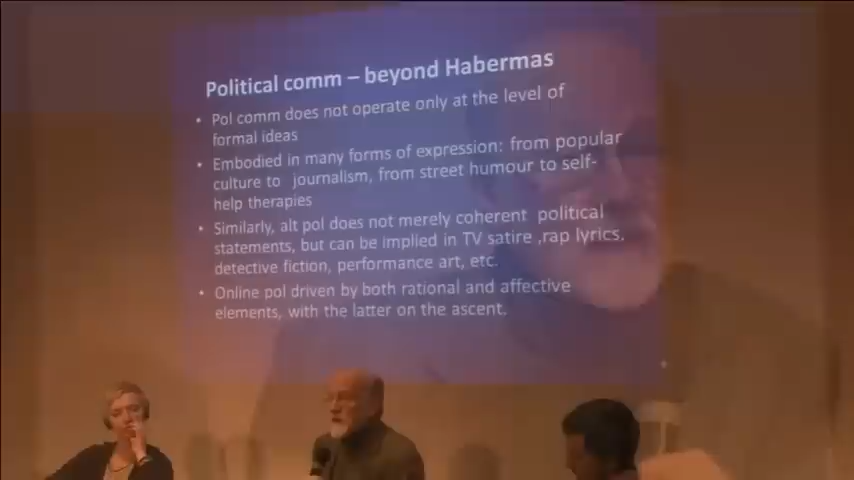 Political comm – beyond Habermas
• Pol comm does not operate only at the level of
formal ideas
• Embodied in many forms of expression: from popular
culture to journalism, from street humour to self-
help therapies
• Similarly, alt pol does not merely coherent political
statements, but can be implied in TV satire ,rap lyrics,
detective fiction, performance art, etc.
• Online pol driven by both rational and affective
elements, with the latter on the ascent.